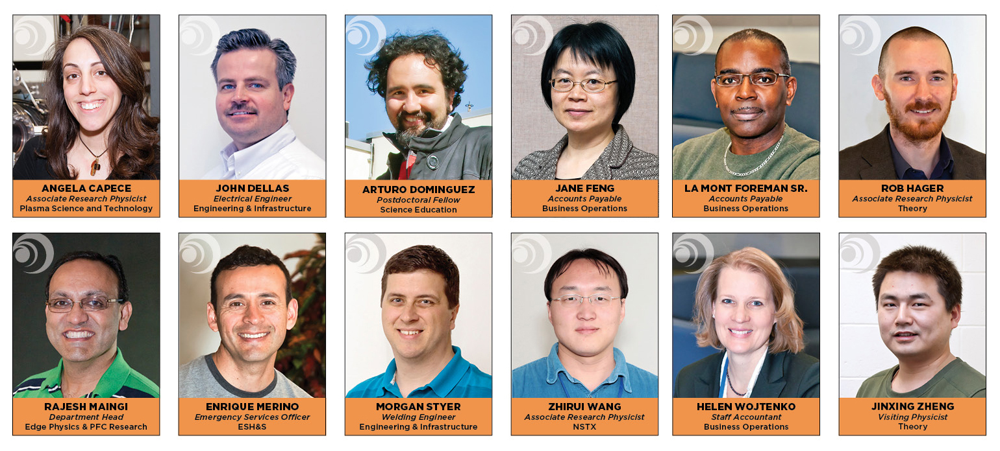 ANGELA CAPECE
Associate Research Physicist
Plasma Science and Technology
JOHN DELLAS
Electrical Engineer
Engineering & Infrastructure
ARTURO DOMINGUEZ
Postdoctoral Fellow
Science Education
JANE FENG
Accounts Payable
Business Operations
LA MONT FOREMAN SR.
Accounts Payable
Business Operations
ROB HAGER
Associate Research Physicist
Theory
RAJESH MAINGI
Department Head
Edge Physics & PFC Research
ENRIQUE MERINO
Emergency Services Officer
ESH&S
MORGAN STYER
Welding Engineer
Engineering & Infrastructure
ZHIRUI WANG
Associate Research Physicist
NSTX
HELEN WOJTENKO
Staff Accountant
Business Operations
JINXING ZHENG
Visiting Physicist
Theory